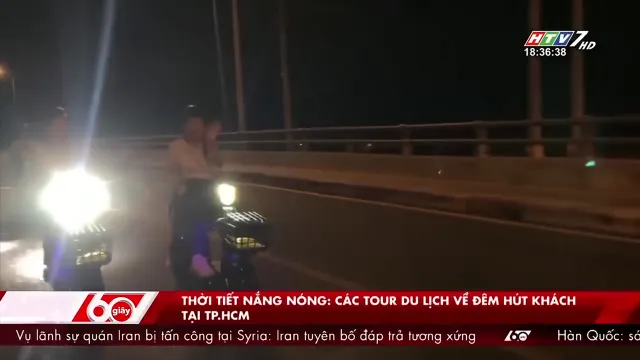 HTV7 HD
18:36:38
60 giây
THỜI TIẾT NẮNG NÓNG: CÁC TOUR DU LỊCH VỀ ĐÊM HÚT KHÁCH
TẠI TP.HCM
Vụ lãnh sự quán Iran bị tấn công tại Syria: Iran tuyên bố đáp trả tương xứng 60 Hàn Quốc: sá